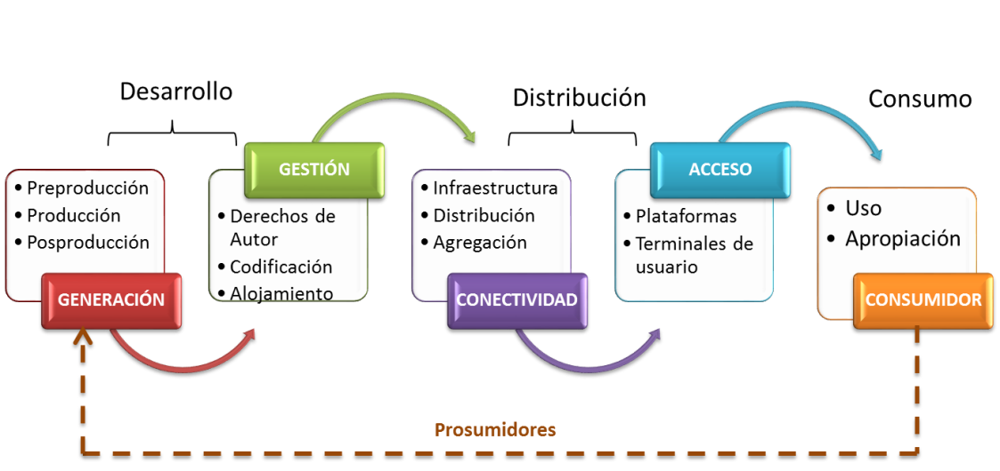 Desarrollo
Distribución
Consumo
• Preproducción
• Producción
• Posproducción
GENERACIÓN
GESTIÓN
• Derechos de
Autor
• Codificación
• Alojamiento
• Infraestructura
• Distribución
• Agregación
CONECTIVIDAD
ACCESO
• Plataformas
• Terminales de
usuario
• Uso
• Apropiación
CONSUMIDOR
Prosumidores